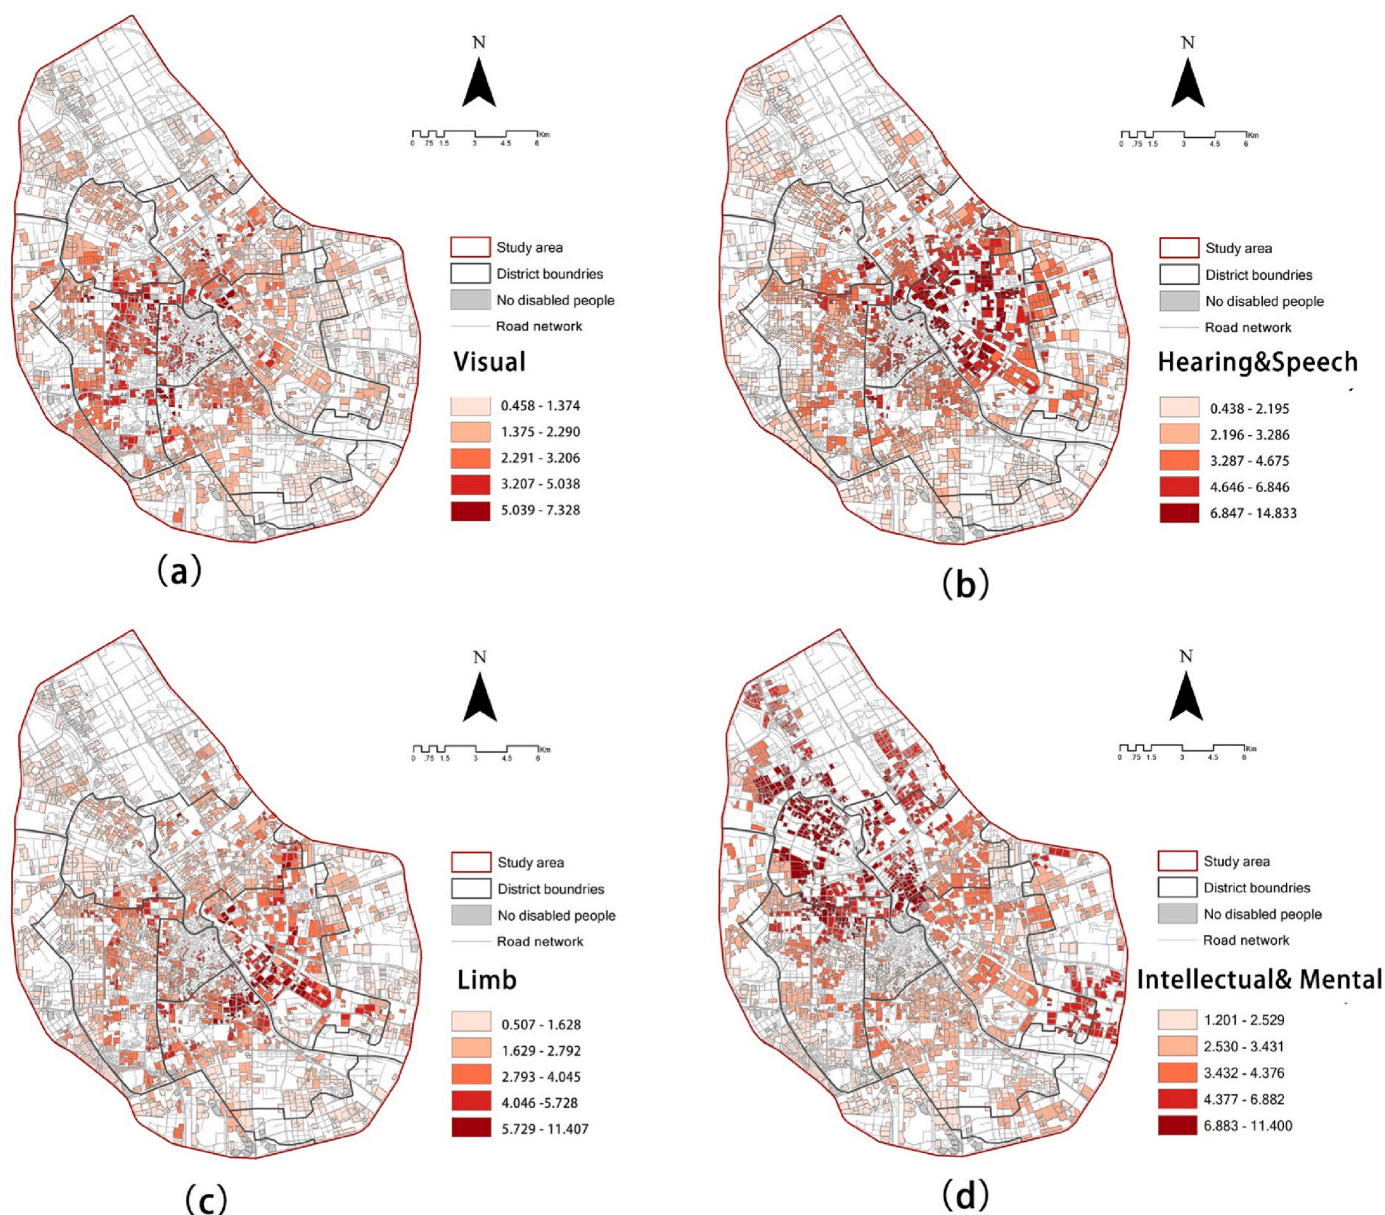 N
Km
0 .75 1.5 3 4.5 6
Study area
District boundries
No disabled people
Road network
Visual
0.458 - 1.374
1.375 - 2.290
2.291 - 3.206
3.207 - 5.038
5.039 - 7.328
(a)
N
Km
0 .75 1.5 3 4.5 6
Study area
District boundries
No disabled people
Road network
Hearing&Speech
0.438 - 2.195
2.196 - 3.286
3.287 - 4.675
4.646 - 6.846
6.847 - 14.833
(b)
N
Km
0 .75 1.5 3 4.5 6
Study area
District boundries
No disabled people
Road network
Limb
0.507 - 1.628
1.629 - 2.792
2.793 - 4.045
4.046 -5.728
5.729 - 11.407
(c)
N
Km
0 .75 1.5 3 4.5 6
Study area
District boundries
No disabled people
Road network
Intellectual& Mental
1.201 - 2.529
2.530 - 3.431
3.432 - 4.376
4.377 - 6.882
6.883 - 11.400
(d)